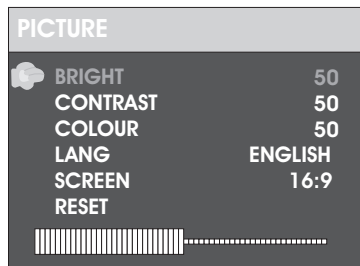 PICTURE
BRIGHT 50
CONTRAST 50
COLOUR 50
LANG ENGLISH
SCREEN 16:9
RESET